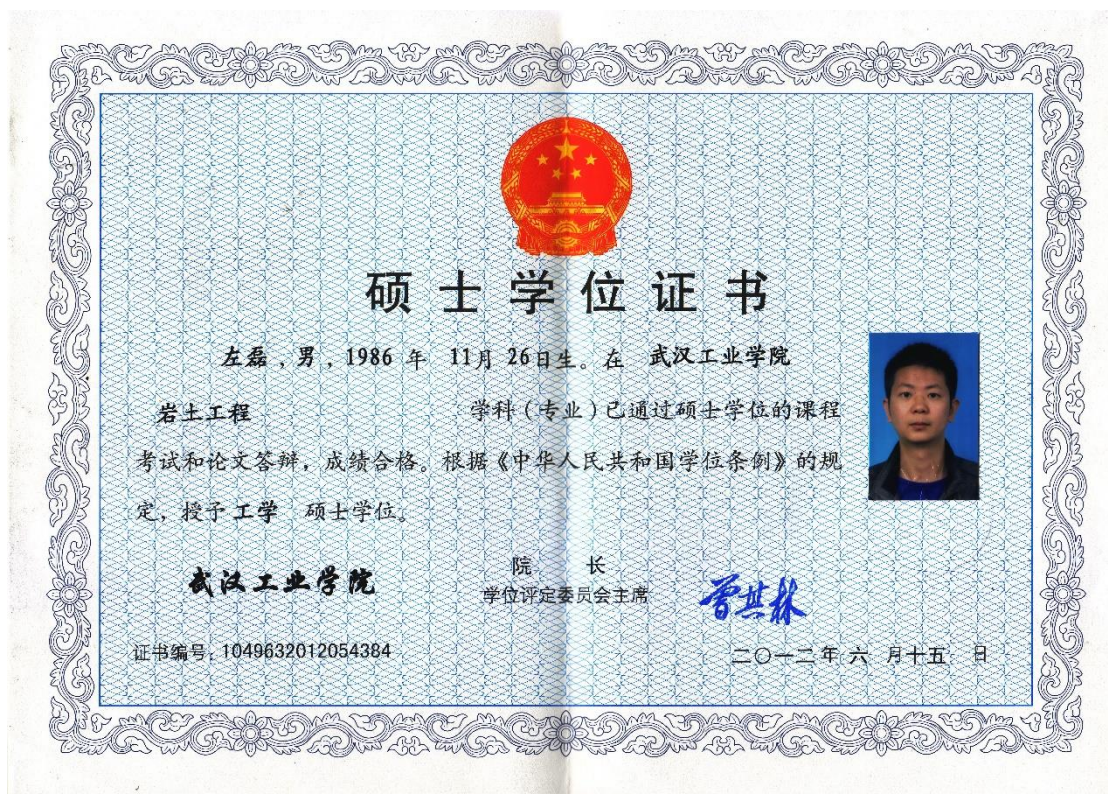 硕士学位证书
左磊，男，1986 年 11月 26日生。在 武汉工业学院
岩土工程 学科（专业）已通过硕士学位的课程
考试和论文答辩，成绩合格。根据《中华人民共和国学位条例》的规
定，授予 工学 硕士学位。
武汉工业学院
院 长
学位评定委员会主席
曾其林
证书编号：1049632012054384
二〇一二年 六 月十五 日